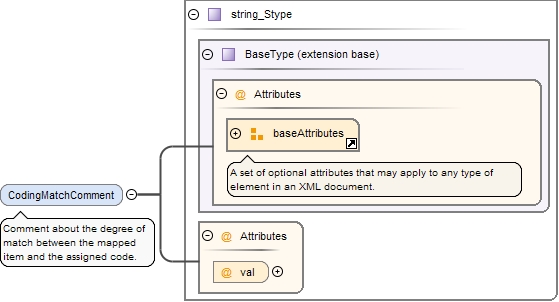 string_Stype
BaseType (extension base)
@ Attributes
baseAttributes
A set of optional attributes that may apply to any type of
element in an XML document.
CodingMatchComment
Comment about the degree of
match between the mapped
item and the assigned code.
@ Attributes
@ val